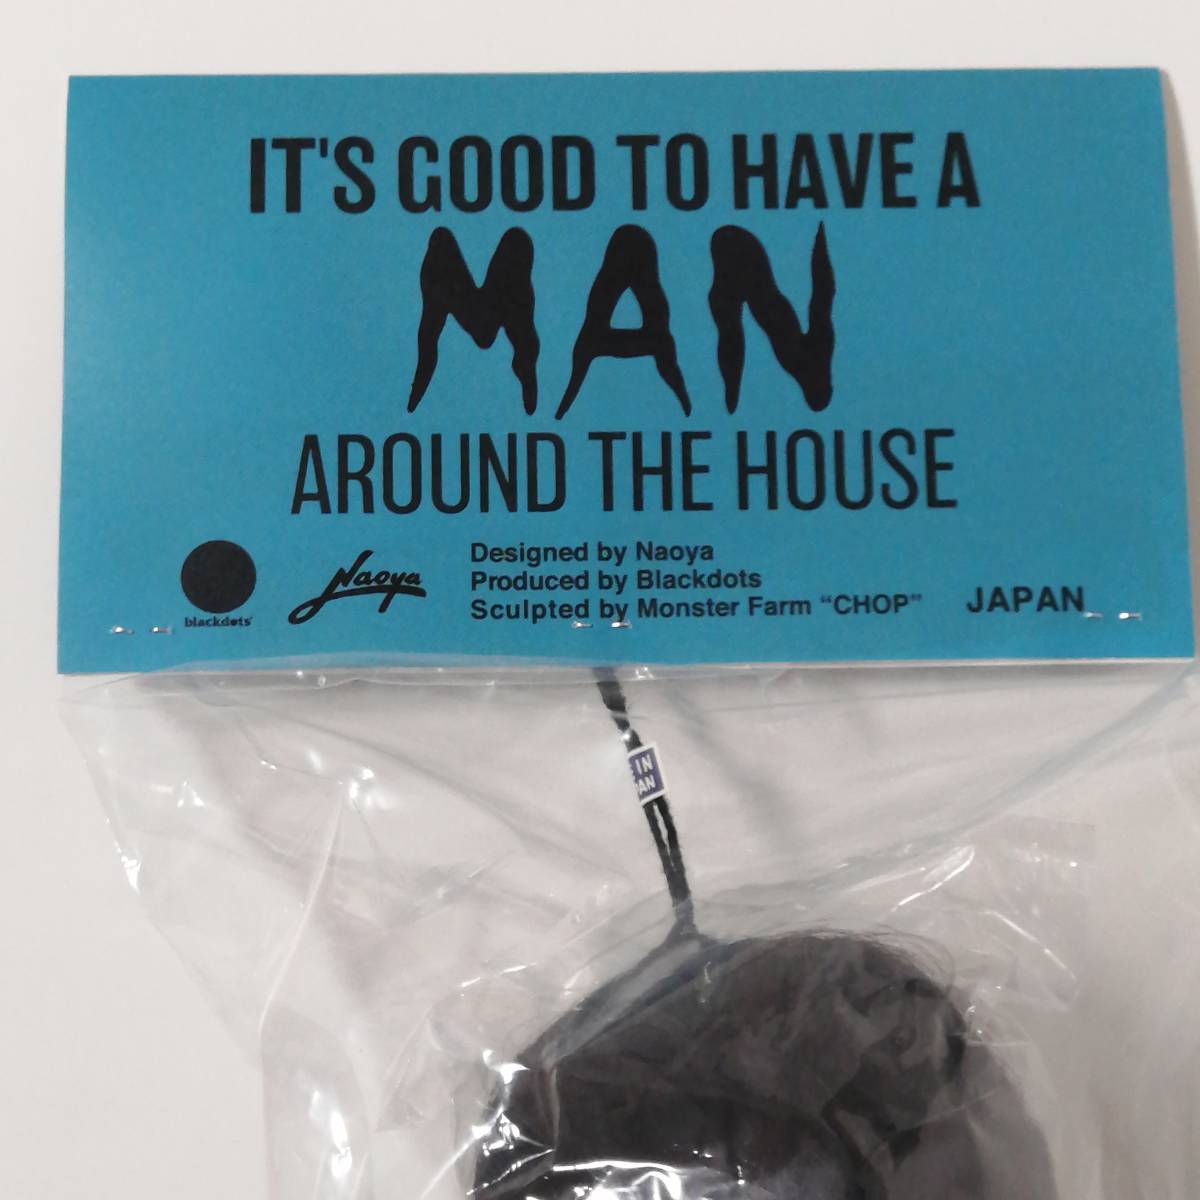 IT'S GOOD TO HAVE A
MAN
AROUND THE HOUSE
blackdots
Naoya
Designed by Naoya
Produced by Blackdots
Sculpted by Monster Farm “CHOP”
JAPAN
IN